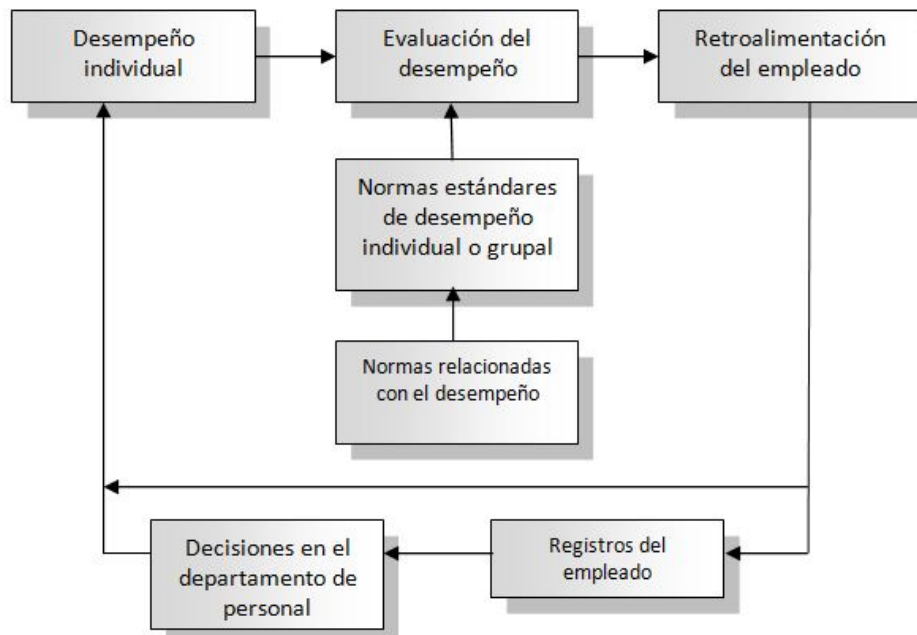 Desempeño
individual
Evaluación del
desempeño
Retroalimentación
del empleado
Normas estándares
de desempeño
individual o grupal
Normas relacionadas
con el desempeño
Decisiones en el
departamento de
personal
Registros del
empleado